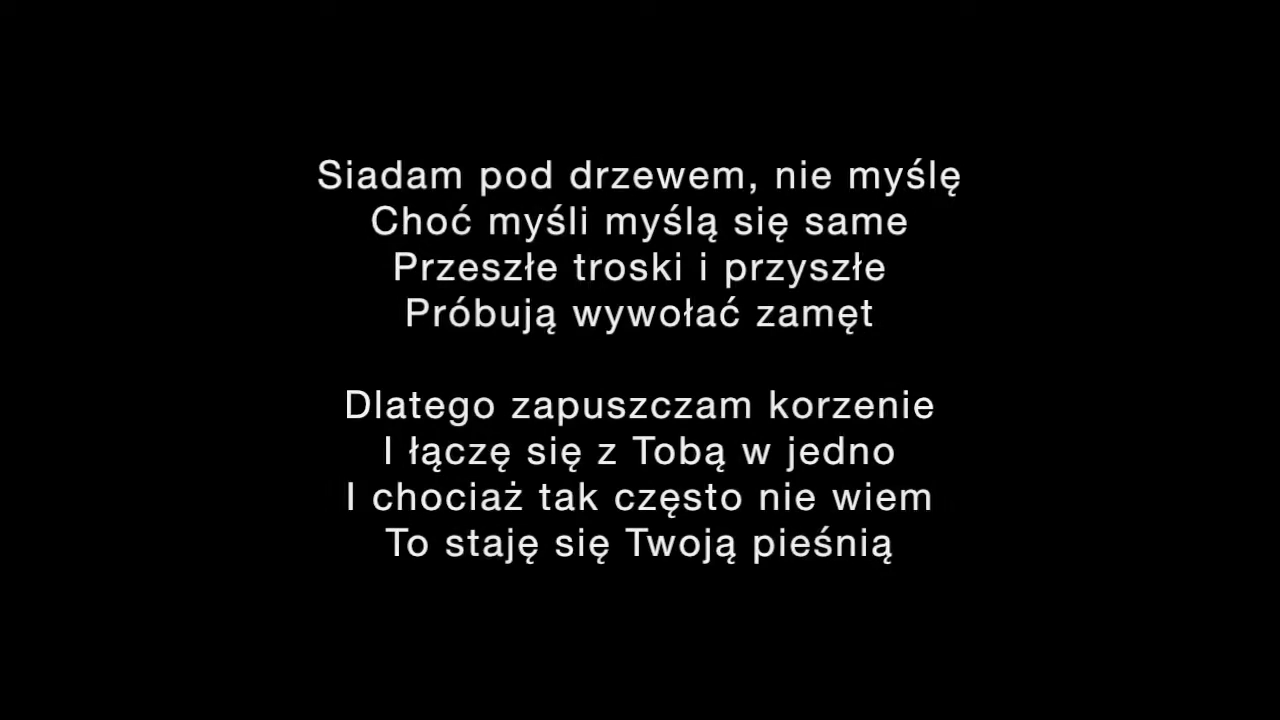 Siadam pod drzewem, nie myślę
Choć myśli myślą się same
Przeszłe troski i przyszłe
Próbują wywołać zamęt
Dlatego zapuszczam korzenie
I łączę się z Tobą w jedno
I chociaż tak często nie wiem
To staję się Twoją pieśnią